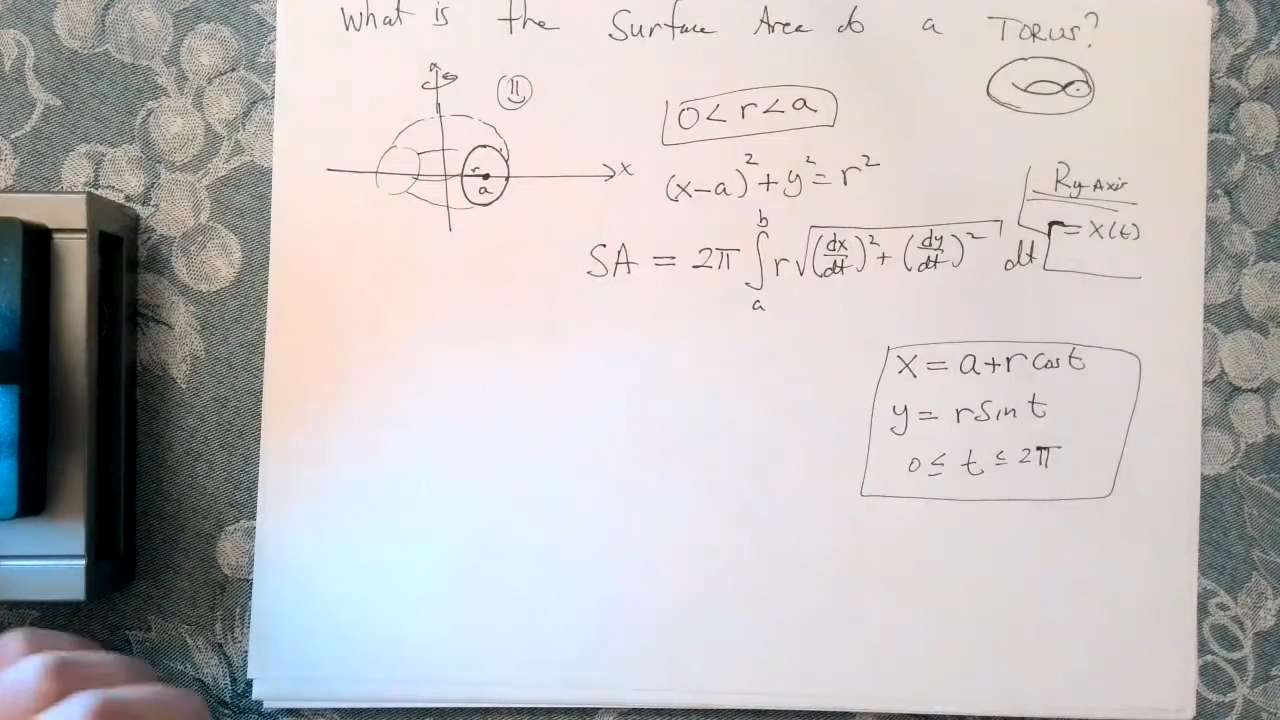 What is the Surface Area of a TORUS?
x
r
a
0 < r < a
(x-a)² + y² = r²
Ry-Axis
r = x(t)
SA = 2π ∫ₐᵇ r √((dx/dt)² + (dy/dt)²) dt
x = a + r cos t
y = r sin t
0 ≤ t ≤ 2π